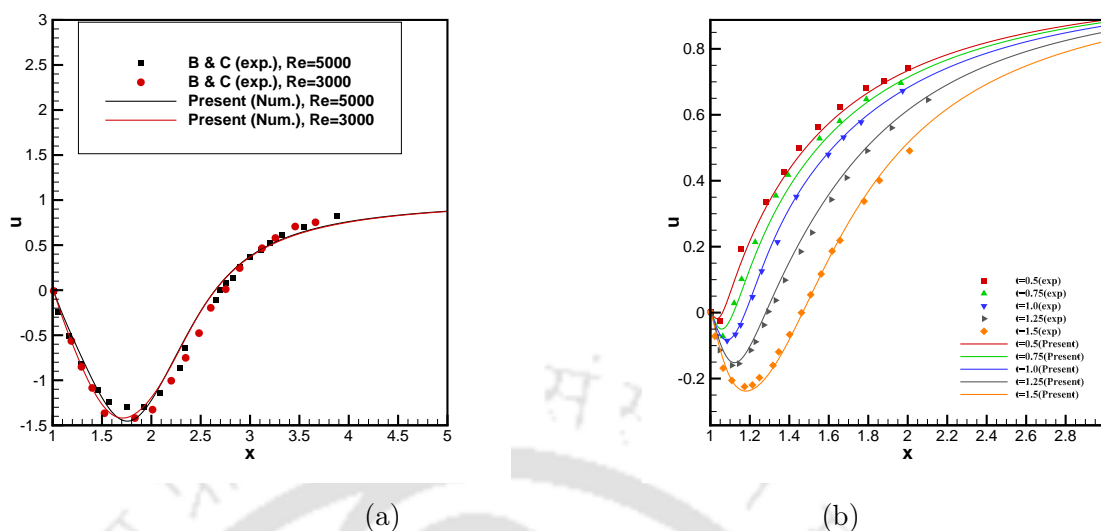 3
2.5
2
1.5
1
0.5
0
-0.5
-1
-1.5
u
1 1.5 2 2.5 3 3.5 4 4.5 5
x
B & C (exp.), Re=5000
B & C (exp.), Re=3000
Present (Num.), Re=5000
Present (Num.), Re=3000
(a)
0.8
0.6
0.4
0.2
0
-0.2
u
1 1.2 1.4 1.6 1.8 2 2.2 2.4 2.6 2.8
x
t=0.5(exp)
t=0.75(exp)
t=1.0(exp)
t=1.25(exp)
t=1.5(exp)
t=0.5(Present)
t=0.75(Present)
t=1.0(Present)
t=1.25(Present)
t=1.5(Present)
(b)